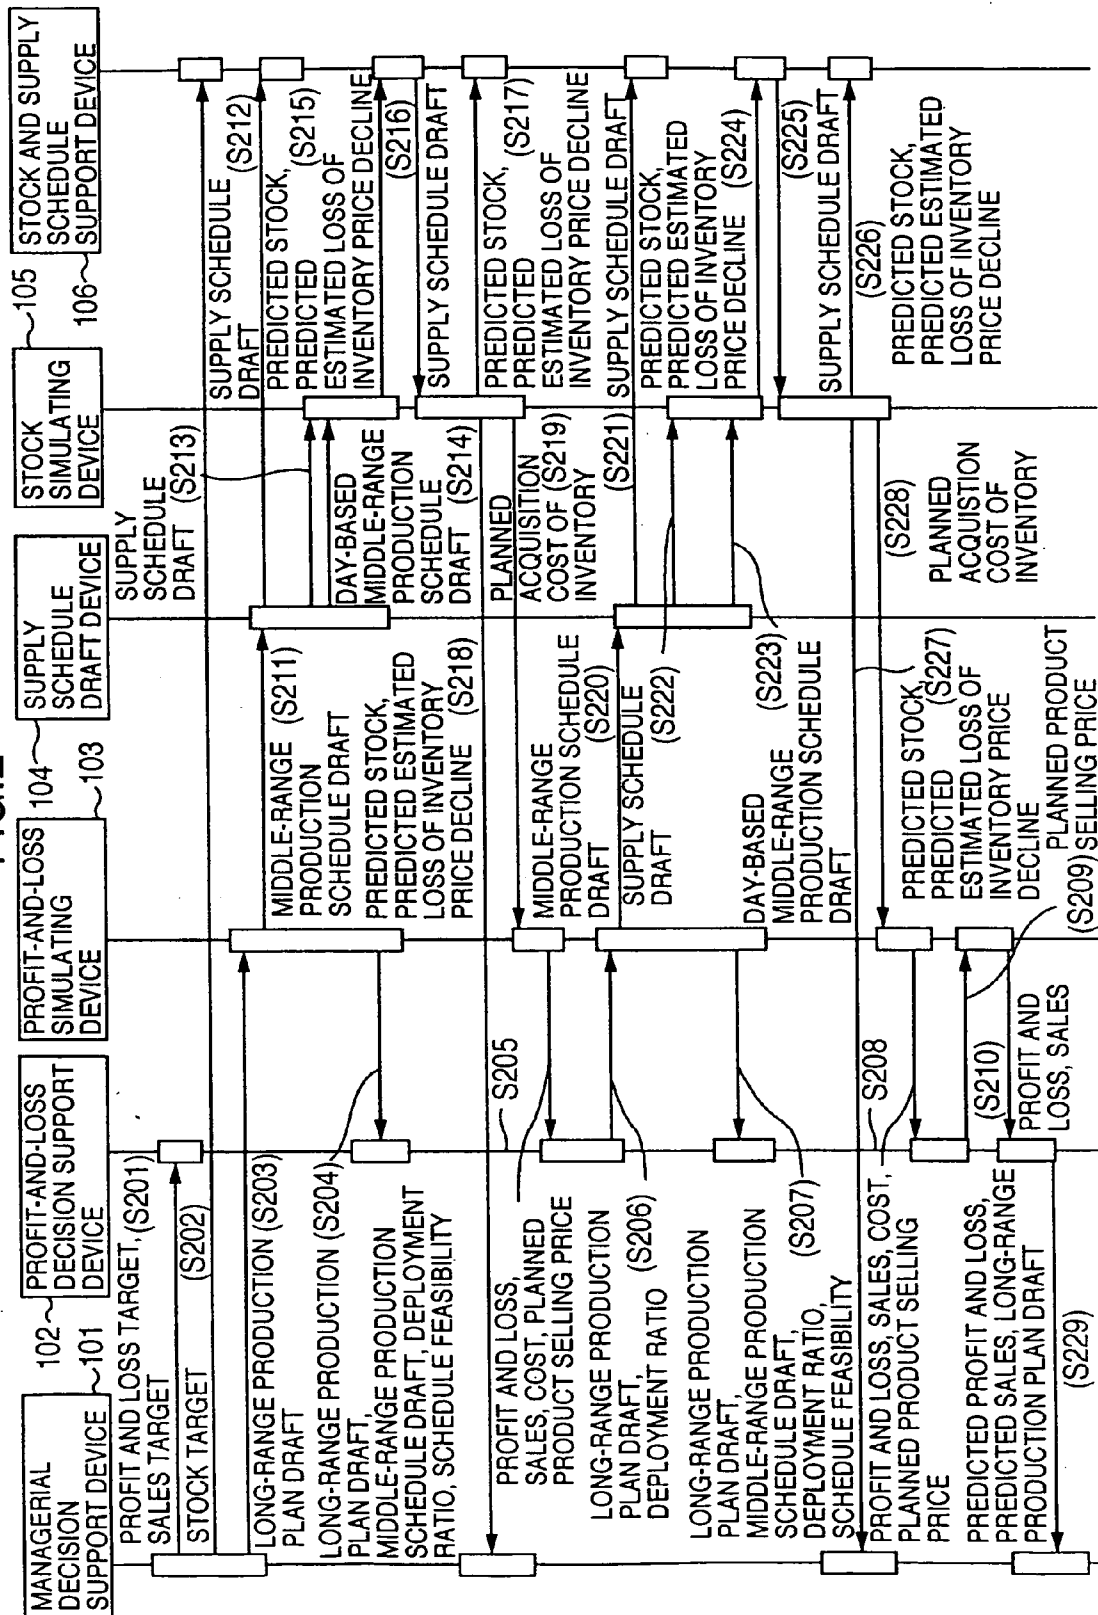 MANAGERIAL
DECISION
SUPPORT DEVICE
101
102
PROFIT-AND-LOSS
DECISION SUPPORT
DEVICE
PROFIT-AND-LOSS
SIMULATING
DEVICE
103
104
SUPPLY
SCHEDULE
DRAFT DEVICE
STOCK
SIMULATING
DEVICE
105
106
STOCK AND SUPPLY
SCHEDULE
SUPPORT DEVICE
PROFIT AND LOSS TARGET,
SALES TARGET
(S201)
STOCK TARGET
(S202)
LONG-RANGE PRODUCTION (S203)
PLAN DRAFT
LONG-RANGE PRODUCTION (S204)
PLAN DRAFT,
MIDDLE-RANGE PRODUCTION
SCHEDULE DRAFT, DEPLOYMENT
RATIO, SCHEDULE FEASIBILITY
S205
PROFIT AND LOSS,
SALES, COST, PLANNED
PRODUCT SELLING PRICE
LONG-RANGE PRODUCTION
PLAN DRAFT,
DEPLOYMENT RATIO
(S206)
LONG-RANGE PRODUCTION
PLAN DRAFT,
MIDDLE-RANGE PRODUCTION
SCHEDULE DRAFT,
DEPLOYMENT RATIO,
SCHEDULE FEASIBILITY
(S207)
S208
PROFIT AND LOSS, SALES, COST,
PLANNED PRODUCT SELLING
PRICE
PREDICTED PROFIT AND LOSS,
PREDICTED SALES, LONG-RANGE
PRODUCTION PLAN DRAFT
(S229)
MIDDLE-RANGE (S211)
PRODUCTION
SCHEDULE DRAFT
PREDICTED STOCK,
PREDICTED ESTIMATED
LOSS OF INVENTORY
PRICE DECLINE (S218)
MIDDLE-RANGE
PRODUCTION SCHEDULE
DRAFT (S220)
SUPPLY SCHEDULE
DRAFT (S222)
DAY-BASED
MIDDLE-RANGE
PRODUCTION SCHEDULE
DRAFT
(S223)
PREDICTED STOCK,
PREDICTED (S227)
ESTIMATED LOSS OF
INVENTORY PRICE
DECLINE
PLANNED PRODUCT
SELLING PRICE
(S209)
(S210)
PROFIT AND
LOSS, SALES
SUPPLY
SCHEDULE
DRAFT (S213)
DAY-BASED
MIDDLE-RANGE
PRODUCTION
SCHEDULE
DRAFT (S214)
PLANNED
ACQUISITION
COST OF (S219)
INVENTORY
(S221)
(S228)
PLANNED
ACQUISTION
COST OF
INVENTORY
SUPPLY SCHEDULE
DRAFT (S212)
PREDICTED STOCK,
PREDICTED (S215)
ESTIMATED LOSS OF
INVENTORY PRICE DECLINE
(S216)
SUPPLY SCHEDULE DRAFT
PREDICTED STOCK,
PREDICTED (S217)
ESTIMATED LOSS OF
INVENTORY PRICE DECLINE
SUPPLY SCHEDULE DRAFT
PREDICTED STOCK,
PREDICTED ESTIMATED
LOSS OF INVENTORY
PRICE DECLINE (S224)
(S225)
SUPPLY SCHEDULE DRAFT
(S226)
PREDICTED STOCK,
PREDICTED ESTIMATED
LOSS OF INVENTORY
PRICE DECLINE